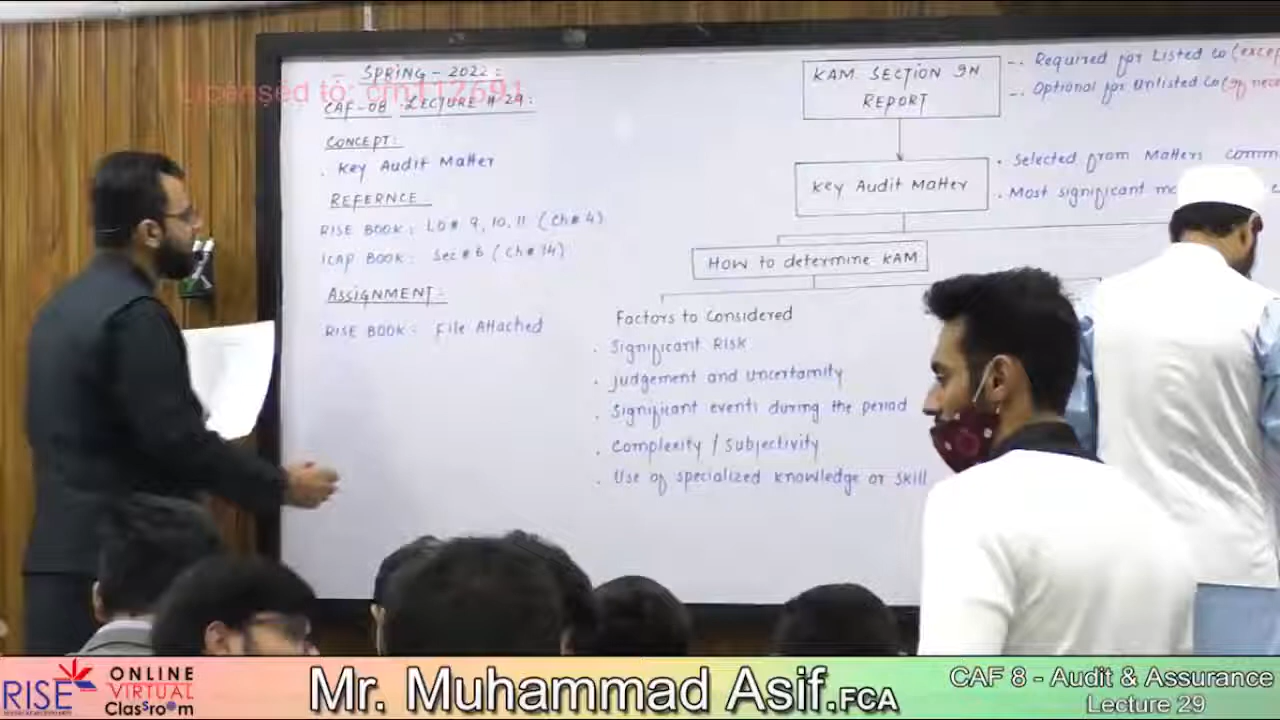 SPRING - 2022:
Licensed to: crn112691
CAF-08 LECTURE # 29:
CONCEPT:
. Key Audit Matter
REFERNCE
RISE BOOK: LO# 9, 10, 11 (Ch# 4)
ICAP BOOK: Sec # 6 (Ch# 14)
ASSIGNMENT:
RISE BOOK: File Attached
KAM SECTION IN
REPORT
-. Required for Listed Co (
-. Optional for Unlisted Co (If
Key Audit Matter
. Selected from Matters
. Most significant
How to determine KAM
Factors to Considered
. Significant Risk
. Judgement and uncertainity
. Significant events during the period
. Complexity / Subjectivity
. Use of specialized knowledge or skill
RISE
ONLINE
VIRTUAL
Classroom
Mr. Muhammad Asif.FCA
CAF 8 - Audit & Assurance
Lecture 29